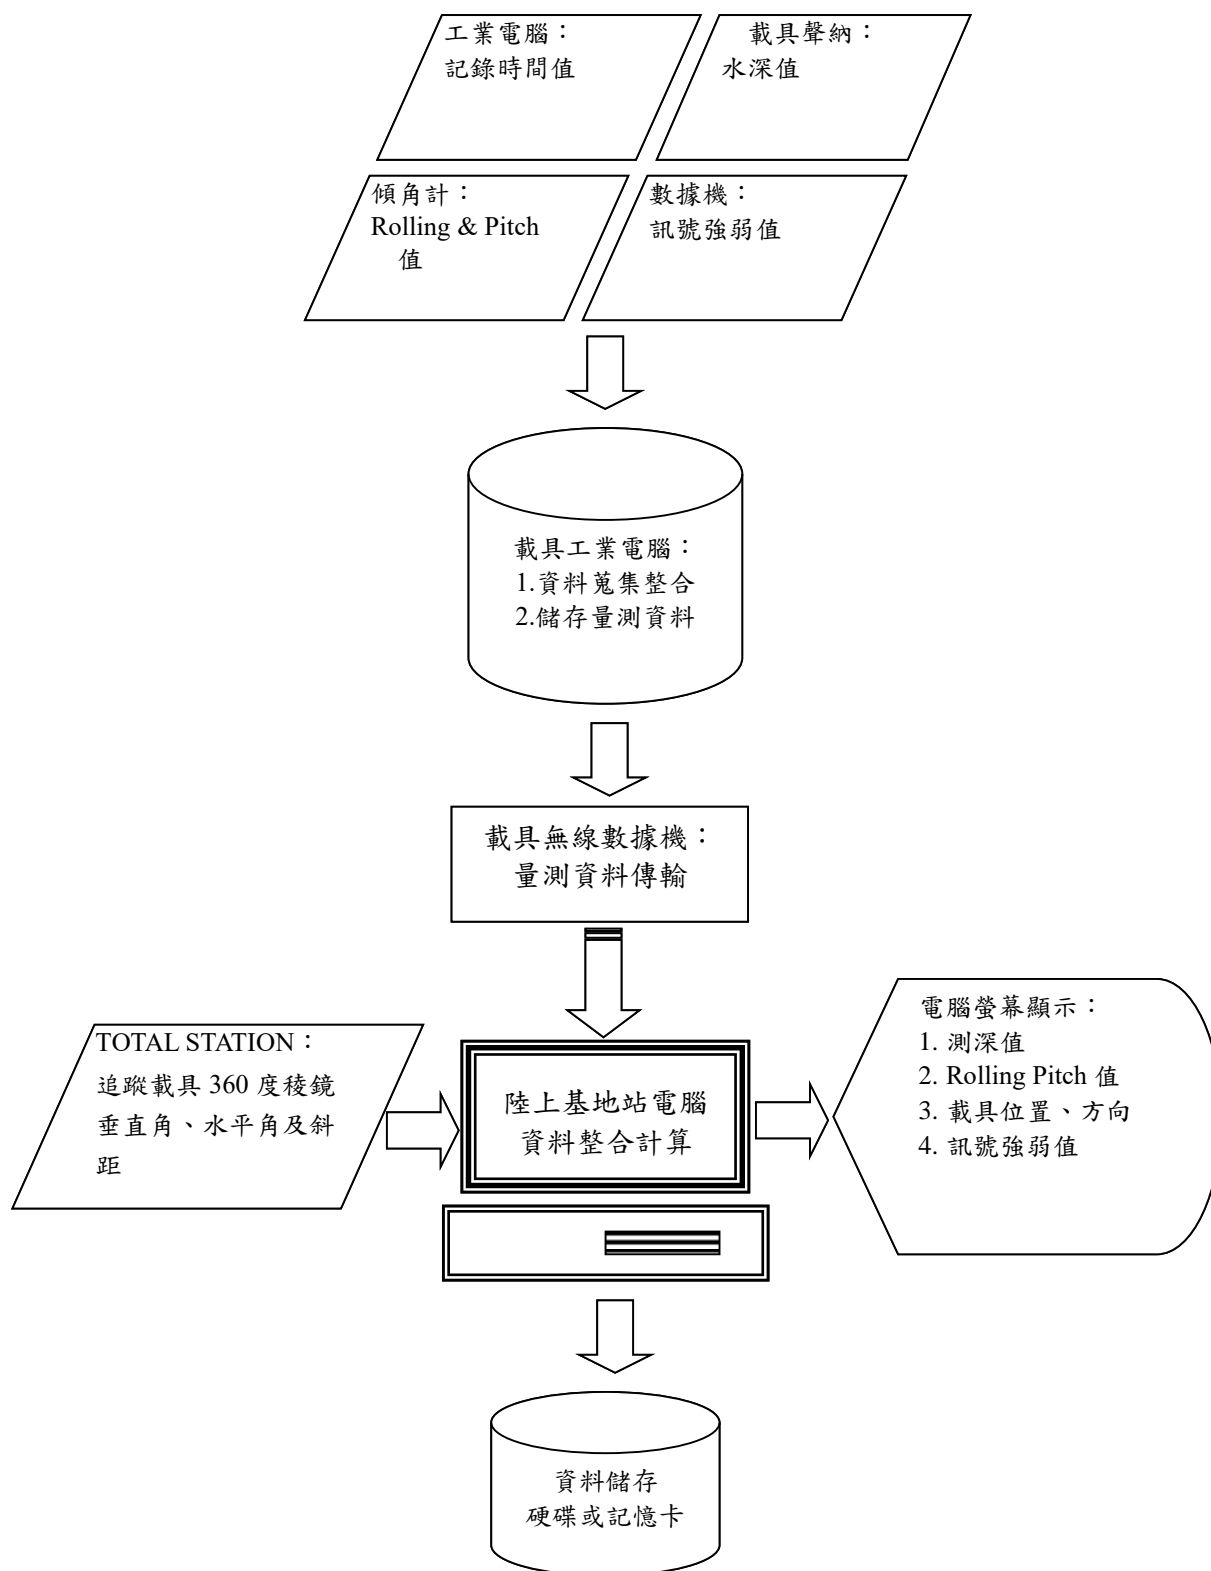 工業電腦：
記錄時間值
載具聲納：
水深值
傾角計：
Rolling & Pitch
值
數據機：
訊號強弱值
載具工業電腦：
1.資料蒐集整合
2.儲存量測資料
載具無線數據機：
量測資料傳輸
TOTAL STATION：
追蹤載具 360 度稜鏡
垂直角、水平角及斜
距
陸上基地站電腦
資料整合計算
電腦螢幕顯示：
1. 測深值
2. Rolling Pitch 值
3. 載具位置、方向
4. 訊號強弱值
資料儲存
硬碟或記憶卡